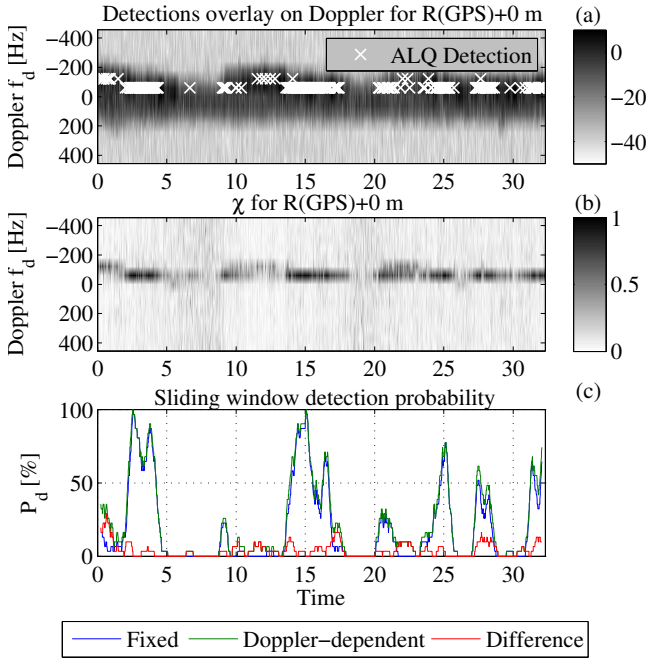 Detections overlay on Doppler for R(GPS)+0 m
(a)
Doppler f_d [Hz]
−400
−200
0
200
400
× ALQ Detection
0
5
10
15
20
25
30
0
−20
−40
χ for R(GPS)+0 m
(b)
Doppler f_d [Hz]
−400
−200
0
200
400
0
5
10
15
20
25
30
1
0.5
0
Sliding window detection probability
(c)
P_d [%]
100
50
0
0
5
10
15
20
25
30
Time
Fixed
Doppler−dependent
Difference